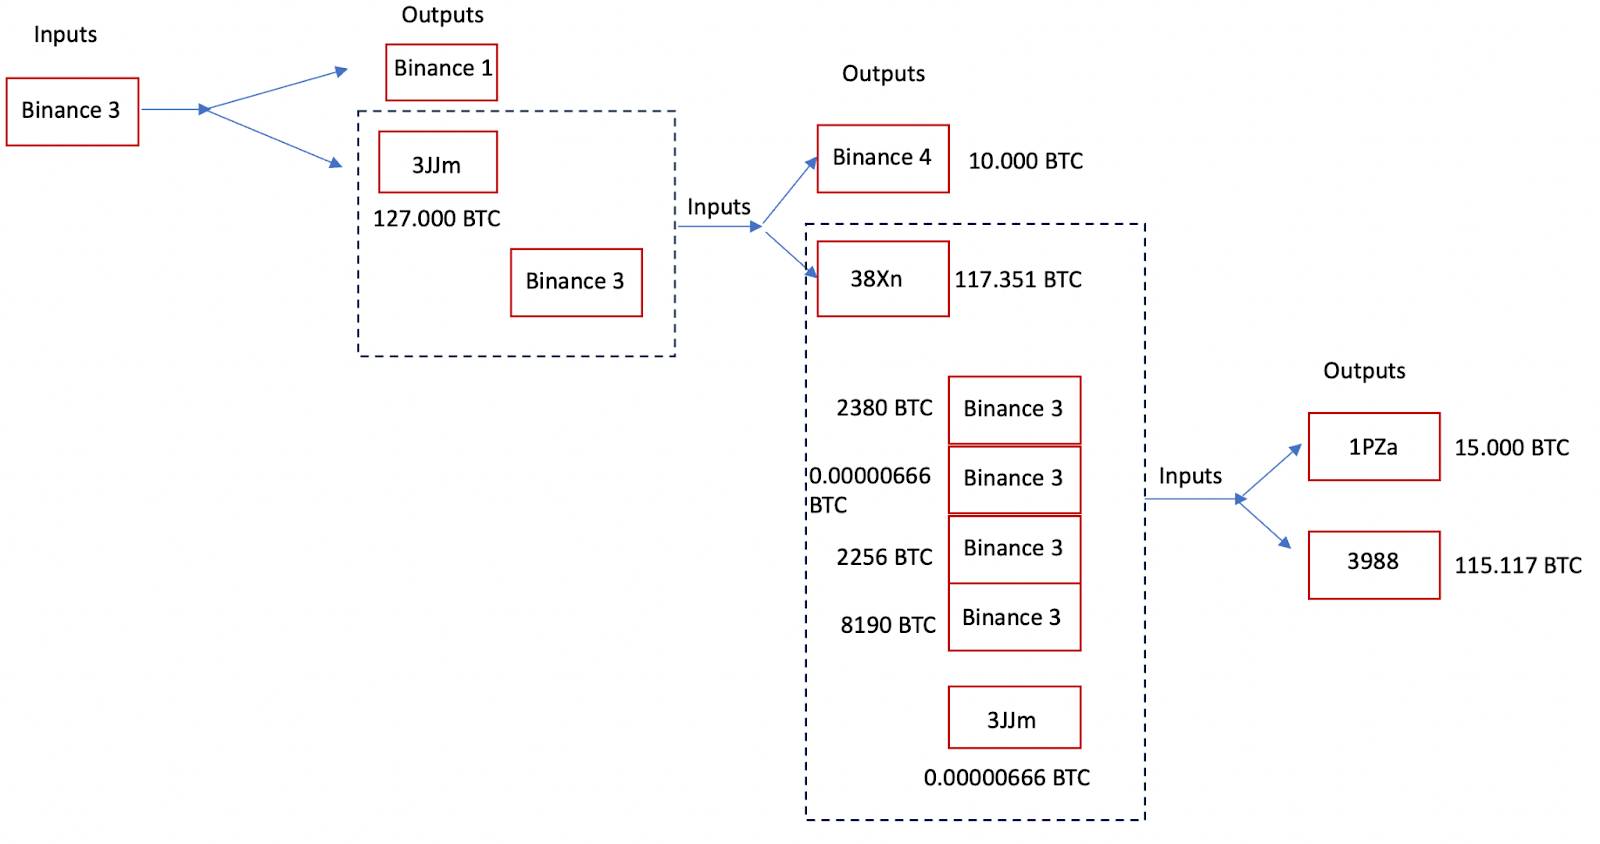 Inputs
Binance 3
Outputs
Binance 1
3JJm
127.000 BTC
Binance 3
Inputs
Outputs
Binance 4
10.000 BTC
38Xn
117.351 BTC
2380 BTC
Binance 3
0.00000666
BTC
Binance 3
2256 BTC
Binance 3
8190 BTC
Binance 3
3JJm
0.00000666 BTC
Inputs
Outputs
1PZa
15.000 BTC
3988
115.117 BTC